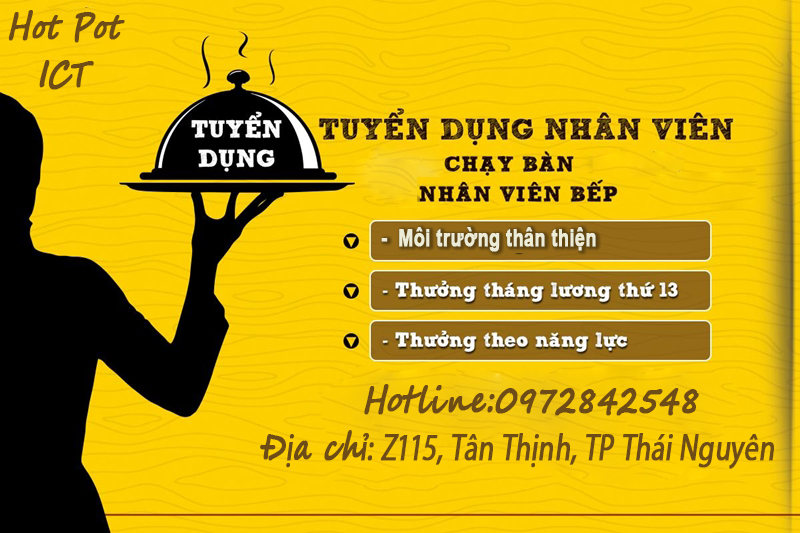 Hot Pot
ICT
TUYỂN
DỤNG
TUYỂN DỤNG NHÂN VIÊN
CHẠY BÀN
NHÂN VIÊN BẾP
- Môi trường thân thiện
- Thưởng tháng lương thứ 13
- Thưởng theo năng lực
Hotline:0972842548
Địa chỉ: Z115, Tân Thịnh, TP Thái Nguyên